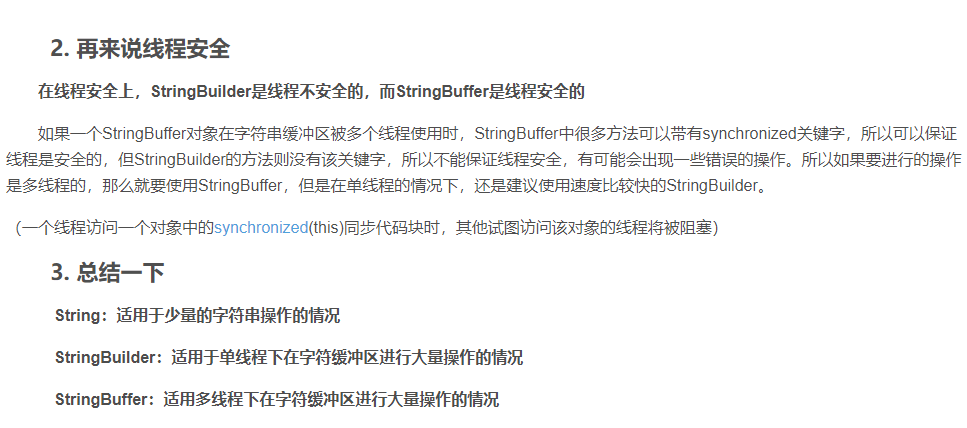 2. 再来说线程安全
在线程安全上，StringBuilder是线程不安全的，而StringBuffer是线程安全的
如果一个StringBuffer对象在字符串缓冲区被多个线程使用时，StringBuffer中很多方法可以带有synchronized关键字，所以可以保证
线程是安全的，但StringBuilder的方法则没有该关键字，所以不能保证线程安全，有可能会出现一些错误的操作。所以如果要进行的操作
是多线程的，那么就要使用StringBuffer，但是在单线程的情况下，还是建议使用速度比较快的StringBuilder。
（一个线程访问一个对象中的synchronized(this)同步代码块时，其他试图访问该对象的线程将被阻塞）
3. 总结一下
String：适用于少量的字符串操作的情况
StringBuilder：适用于单线程下在字符缓冲区进行大量操作的情况
StringBuffer：适用多线程下在字符缓冲区进行大量操作的情况